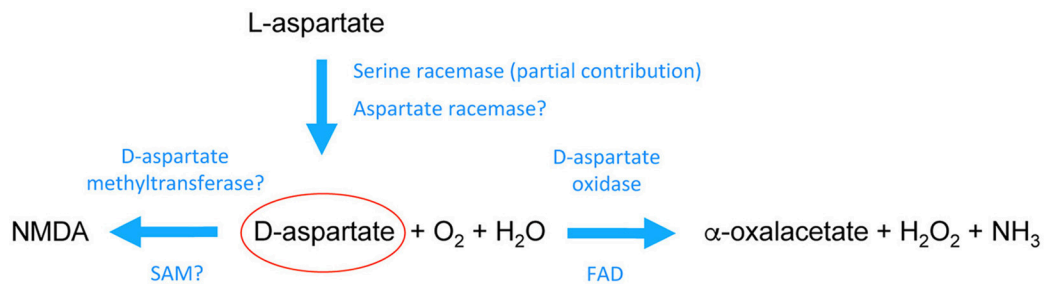 L-aspartate
Serine racemase (partial contribution)
Aspartate racemase?
D-aspartate
methyltransferase?
D-aspartate
oxidase
NMDA
D-aspartate + O₂ + H₂O
α-oxalacetate + H₂O₂ + NH₃
SAM?
FAD